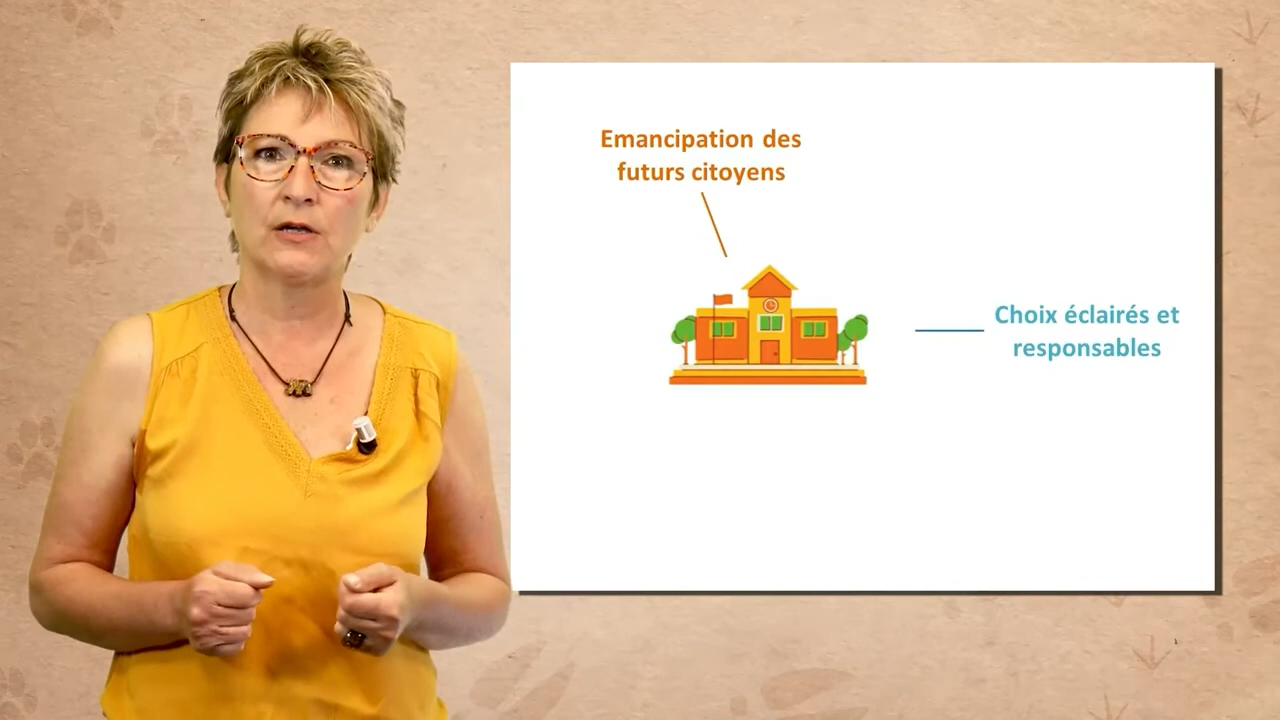 Emancipation des
futurs citoyens
Choix éclairés et
responsables